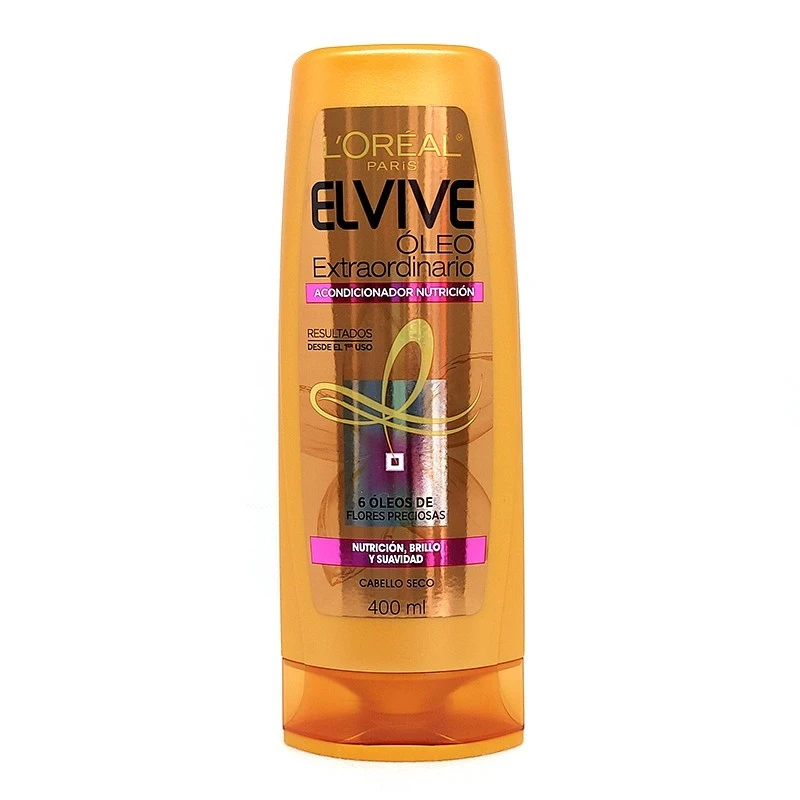 L'ORÉAL®
PARIS
ELVIVE
ÓLEO
Extraordinario
ACONDICIONADOR NUTRICIÓN
RESULTADOS
DESDE EL 1ER USO
6 ÓLEOS DE
FLORES PRECIOSAS
NUTRICIÓN, BRILLO
Y SUAVIDAD
CABELLO SECO
400 ml